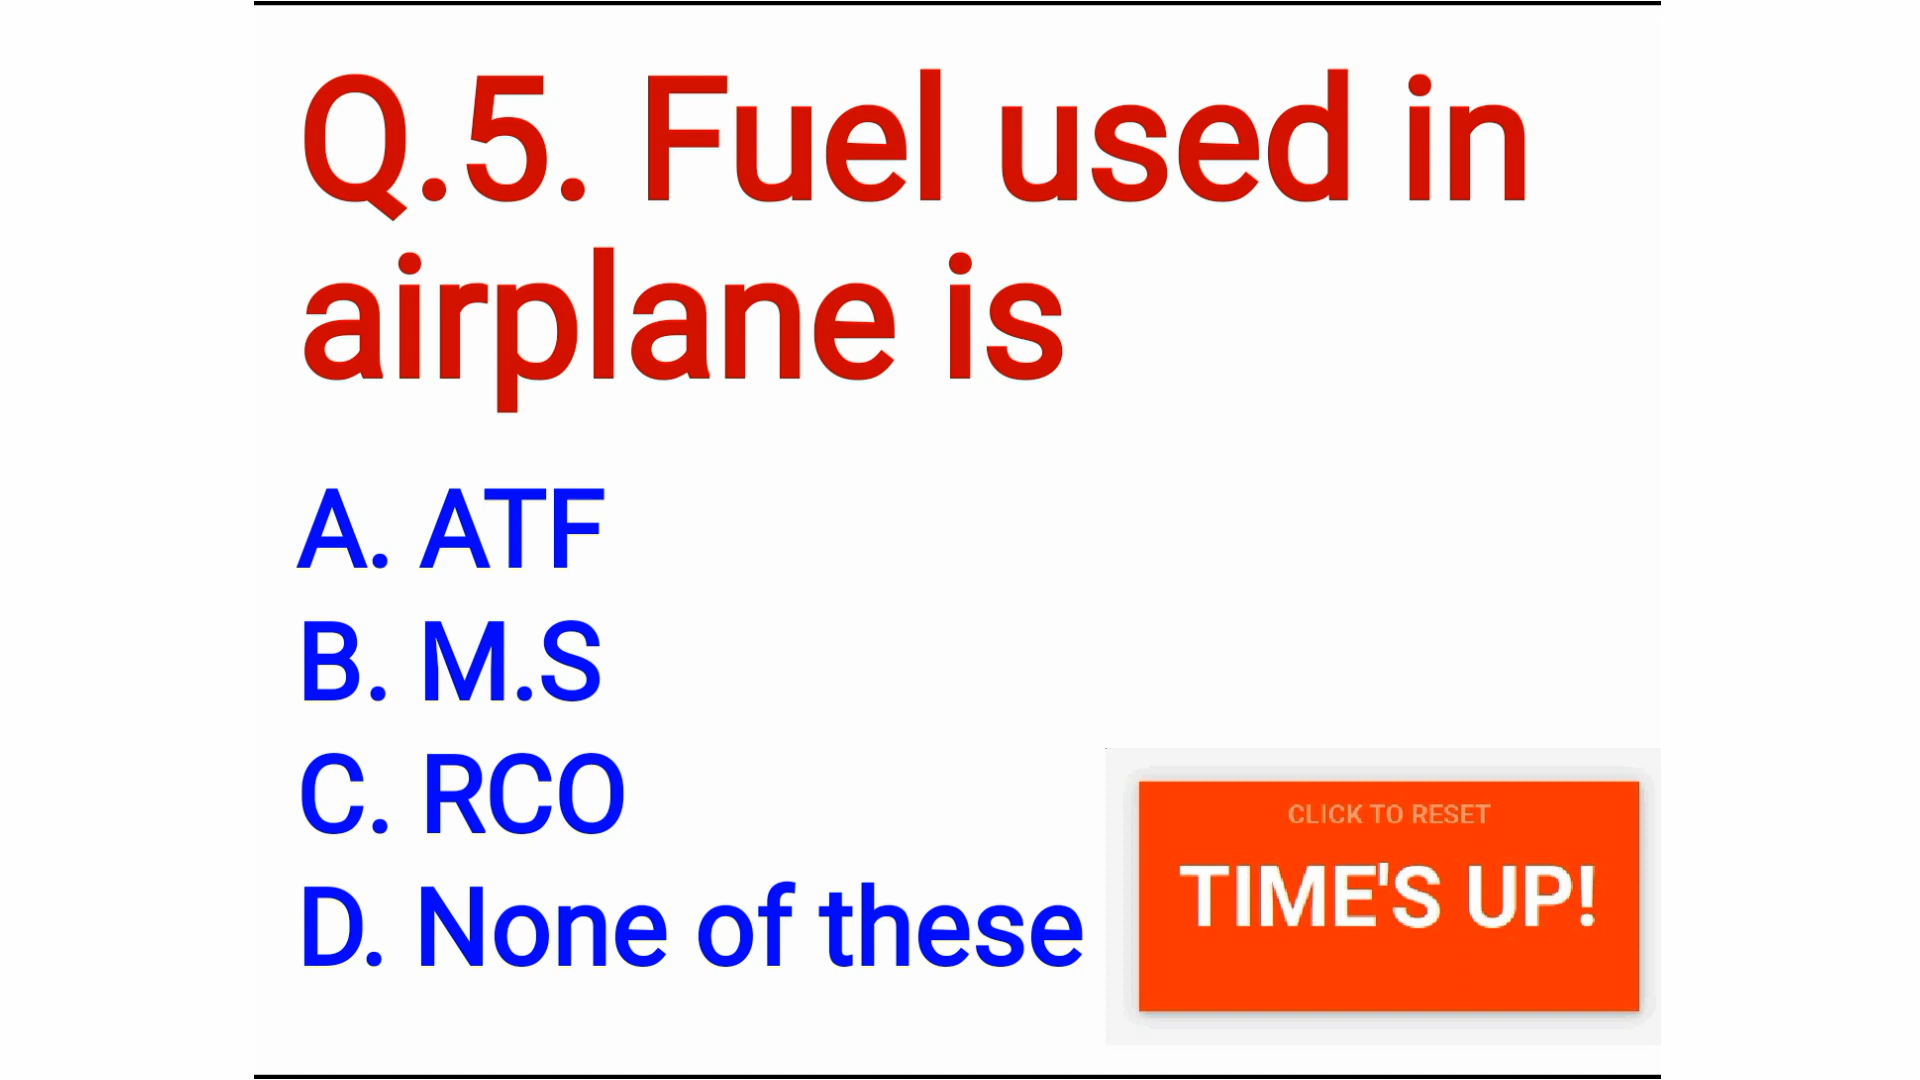 Q.5. Fuel used in
airplane is
A. ATF
B. M.S
C. RCO
D. None of these
CLICK TO RESET
TIME'S UP!